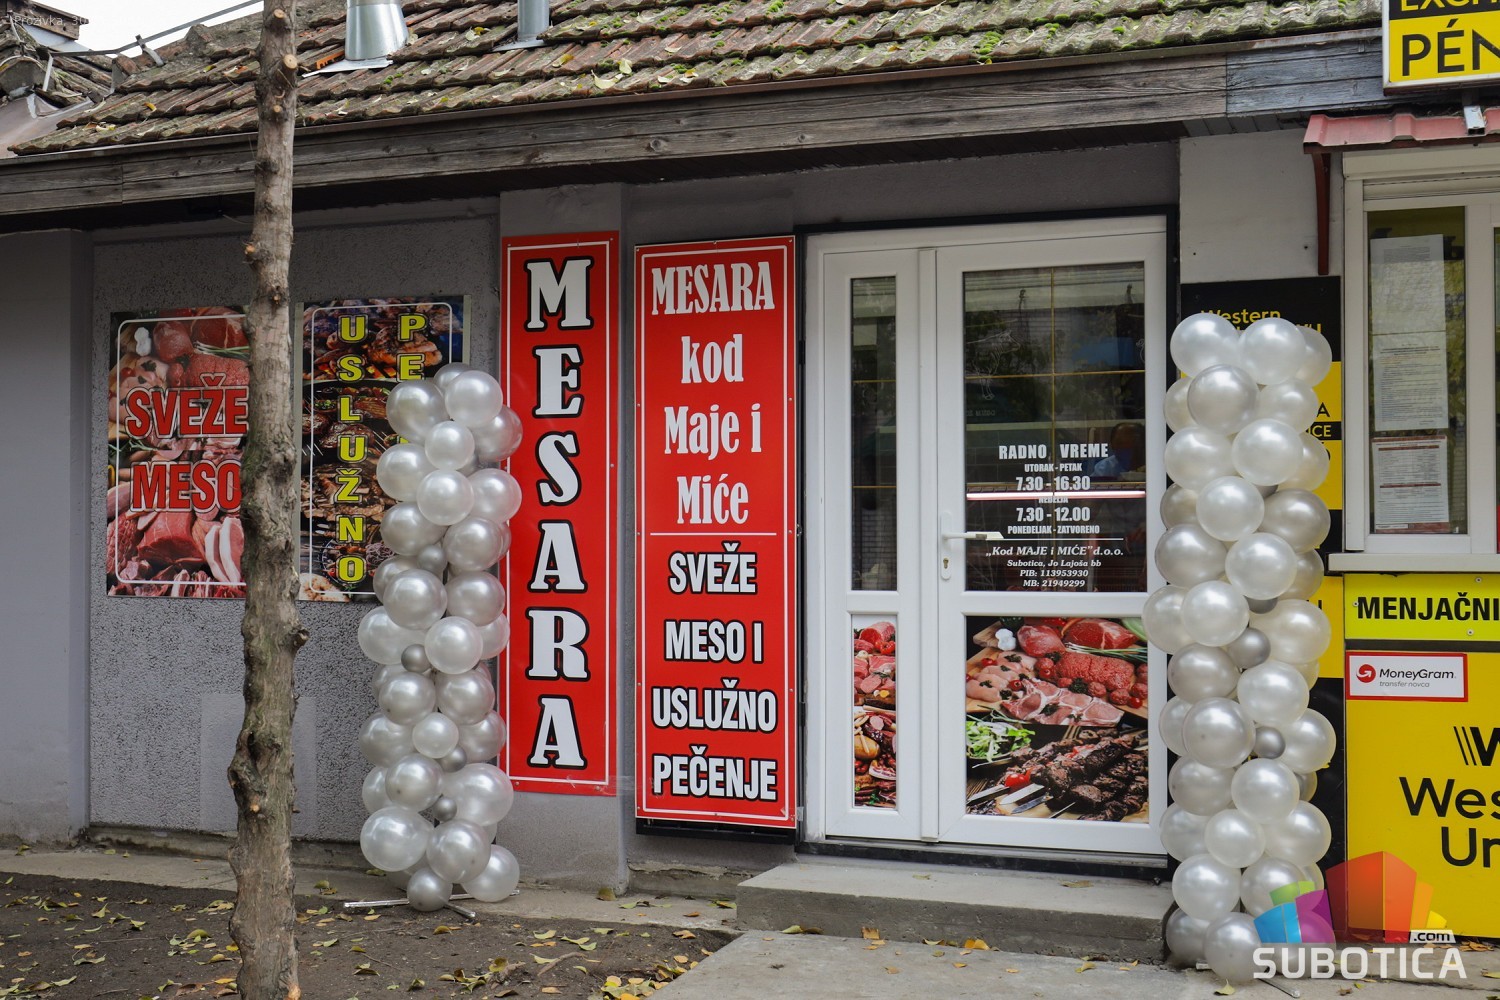 Prozivka, 30
SVEŽE
MESO
USLUŽNO
PE
MESARA
MESARA
kod
Maje i
Miće
SVEŽE
MESO I
USLUŽNO
PEČENJE
RADNO VREME
UTORAK - PETAK
7.30 - 16.30
NEDELJA
7.30 - 12.00
PONEDELJAK - ZATVORENO
„Kod MAJE i MIĆE" d.o.o.
Subotica, Jo Lajoša bb
PIB: 113953930
MB: 21949299
Western
PÉN
MENJAČNI
MoneyGram
transfer novca
W
Wes
Un
SUBOTICA
.com